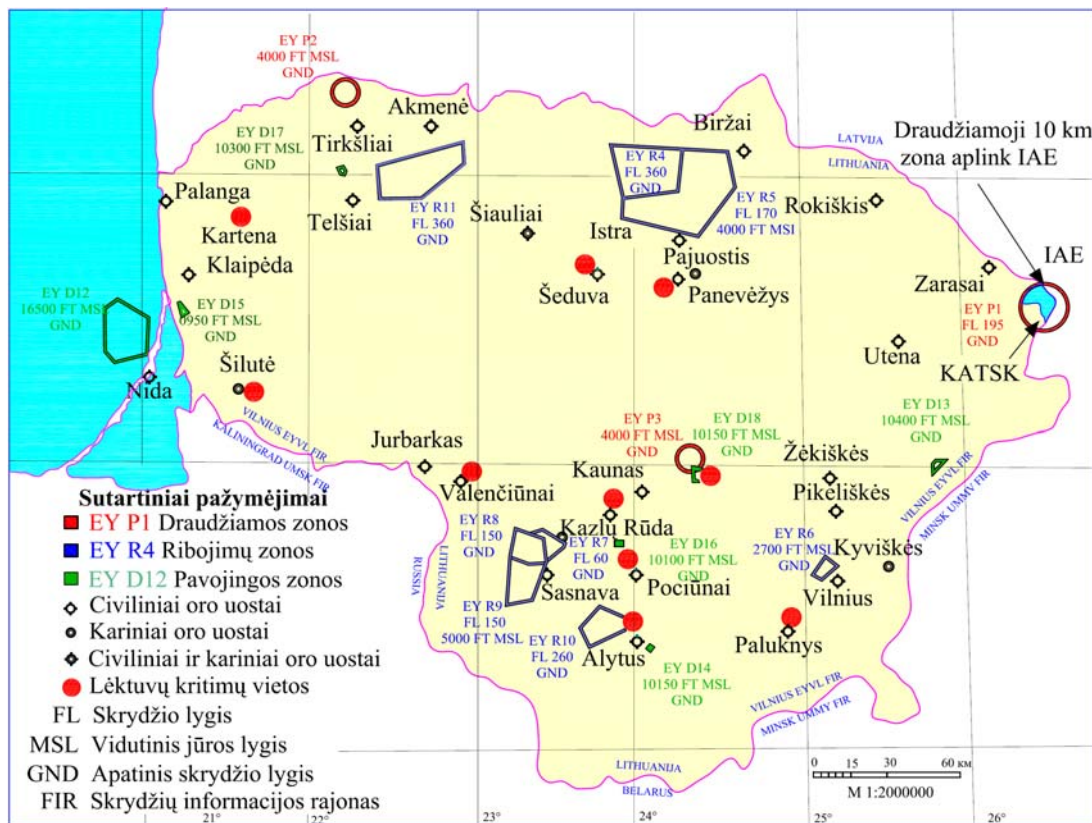 EY P2
4000 FT MSL
GND
Akmenė
Biržai
LATVIJA
LITHUANIA
Draudžiamoji 10 km
zona aplink IAE
EY D17
10300 FT MSL
GND
Tirkšliai
EY R4
FL 360
GND
Palanga
Telšiai
EY R11
FL 360
GND
Šiauliai
Istra
EY R5
FL 170
4000 FT MSI
Rokiškis
Kartena
Klaipėda
Pajuostis
IAE
Šeduva
Panevėžys
Zarasai
EY D12
16500 FT MSL
GND
EY D15
0950 FT MSL
GND
EY P1
FL 195
GND
Utena
KATSK
Nida
Šilutė
VILNIUS EYVL FIR
KALININGRAD UMSK FIR
EY P3
4000 FT MSL
GND
EY D18
10150 FT MSL
GND
EY D13
10400 FT MSL
GND
Jurbarkas
Kaunas
Žėkiškės
Valenčiūnai
Pikeliškės
VILNIUS EYVL FIR
MINSK UMMV FIR
Sutartiniai pažymėjimai
EY P1 Draudžiamos zonos
EY R4 Ribojimų zonos
EY D12 Pavojingos zonos
Civiliniai oro uostai
Kariniai oro uostai
Civiliniai ir kariniai oro uostai
Lėktuvų kritimų vietos
FL Skrydžio lygis
MSL Vidutinis jūros lygis
GND Apatinis skrydžio lygis
FIR Skrydžių informacijos rajonas
EY R8
FL 150
GND
Kazlų Rūda
EY R7
FL 60
GND
EY D16
10100 FT MSL
GND
EY R6
2700 FT MSL
GND
Kyviškės
RUSSIA
LITHUANIJA
Sasnava
Pociūnai
Vilnius
EY R9
FL 150
5000 FT MSL
EY R10
FL 260
GND
Alytus
Paluknys
EY D14
10150 FT MSL
GND
VILNIUS EYVL FIR
MINSK UMMY FIR
LITHUANIJA
BELARUS
0 15 30 60 КМ
M 1:2000000
21° 22° 23° 24° 25° 26°